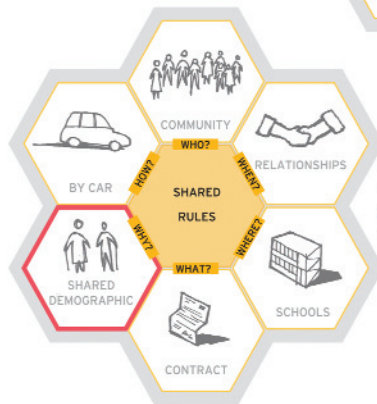 COMMUNITY
WHO?
BY CAR
HOW?
WHEN?
RELATIONSHIPS
SHARED
RULES
WHY?
WHERE?
SHARED
DEMOGRAPHIC
WHAT?
SCHOOLS
CONTRACT